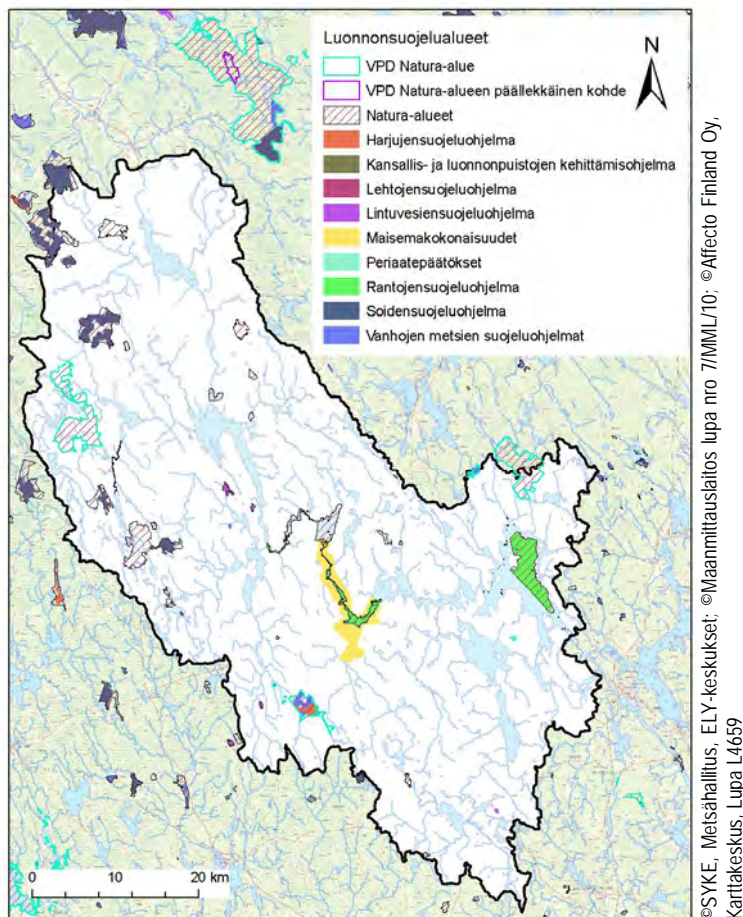 Luonnonsuojelualueet
N
VPD Natura-alue
VPD Natura-alueen päällekkäinen kohde
Natura-alueet
Harjujensuojeluohjelma
Kansallis- ja luonnonpuistojen kehittämisohjelma
Lehtojensuojeluohjelma
Lintuvesiensuojeluohjelma
Maisemakokonaisuudet
Periaatepäätökset
Rantojensuojeluohjelma
Soidensuojeluohjelma
Vanhojen metsien suojeluohjelmat
0 10 20 km
©SYKE, Metsähallitus, ELY-keskukset; ©Maanmittauslaitos lupa nro 7/MML/10; ©Affecto Finland Oy,
Karttakeskus, Lupa L4659